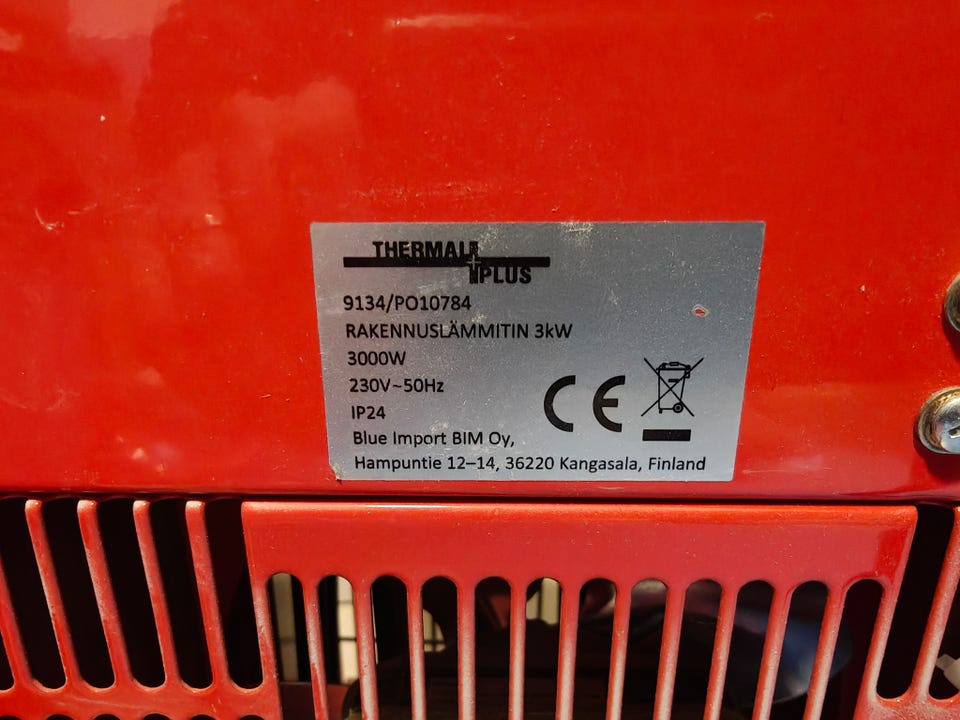 THERMAL
PLUS
9134/PO10784
RAKENNUSLÄMMITIN 3kW
3000W
230V~50Hz
IP24
CE
Blue Import BIM Oy,
Hampuntie 12–14, 36220 Kangasala, Finland